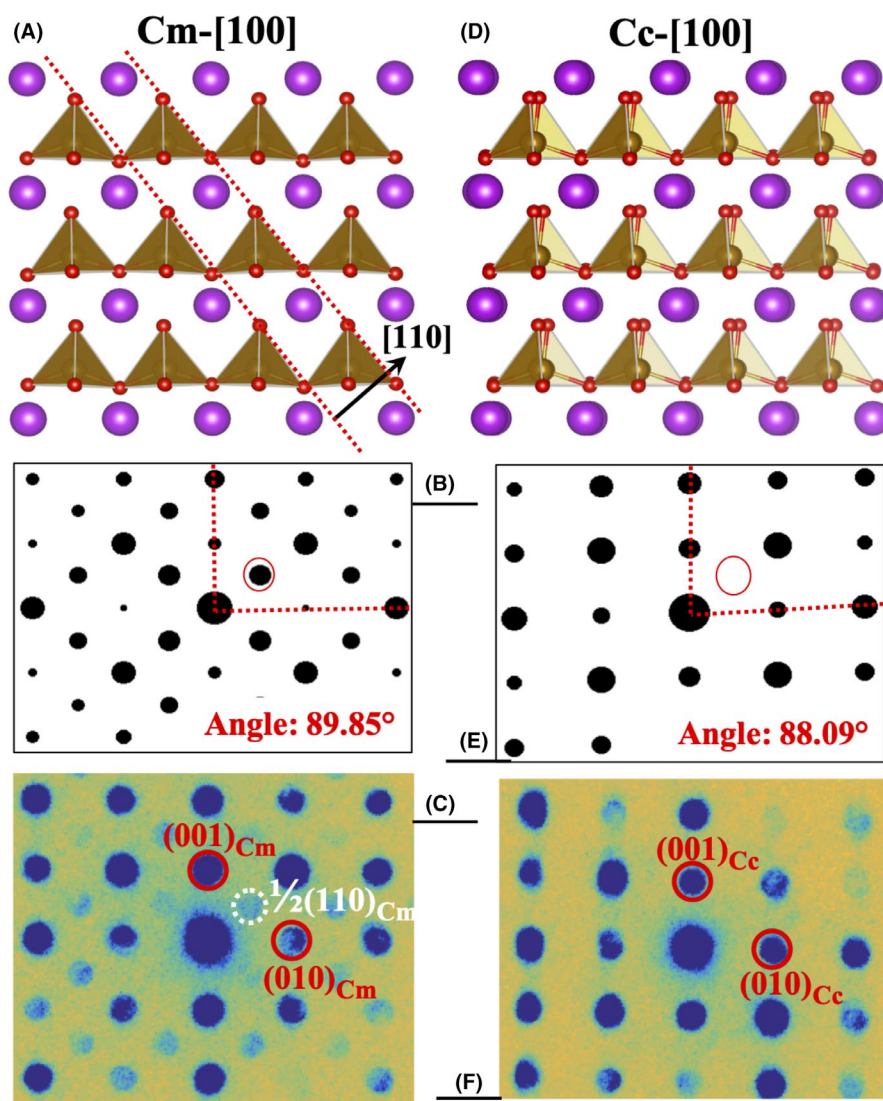 (A) Cm-[100]
(D) Cc-[100]
[110]
(B)
Angle: 89.85°
(E)
Angle: 88.09°
(C)
(001)Cm
½(110)Cm
(010)Cm
(001)Cc
(010)Cc
(F)